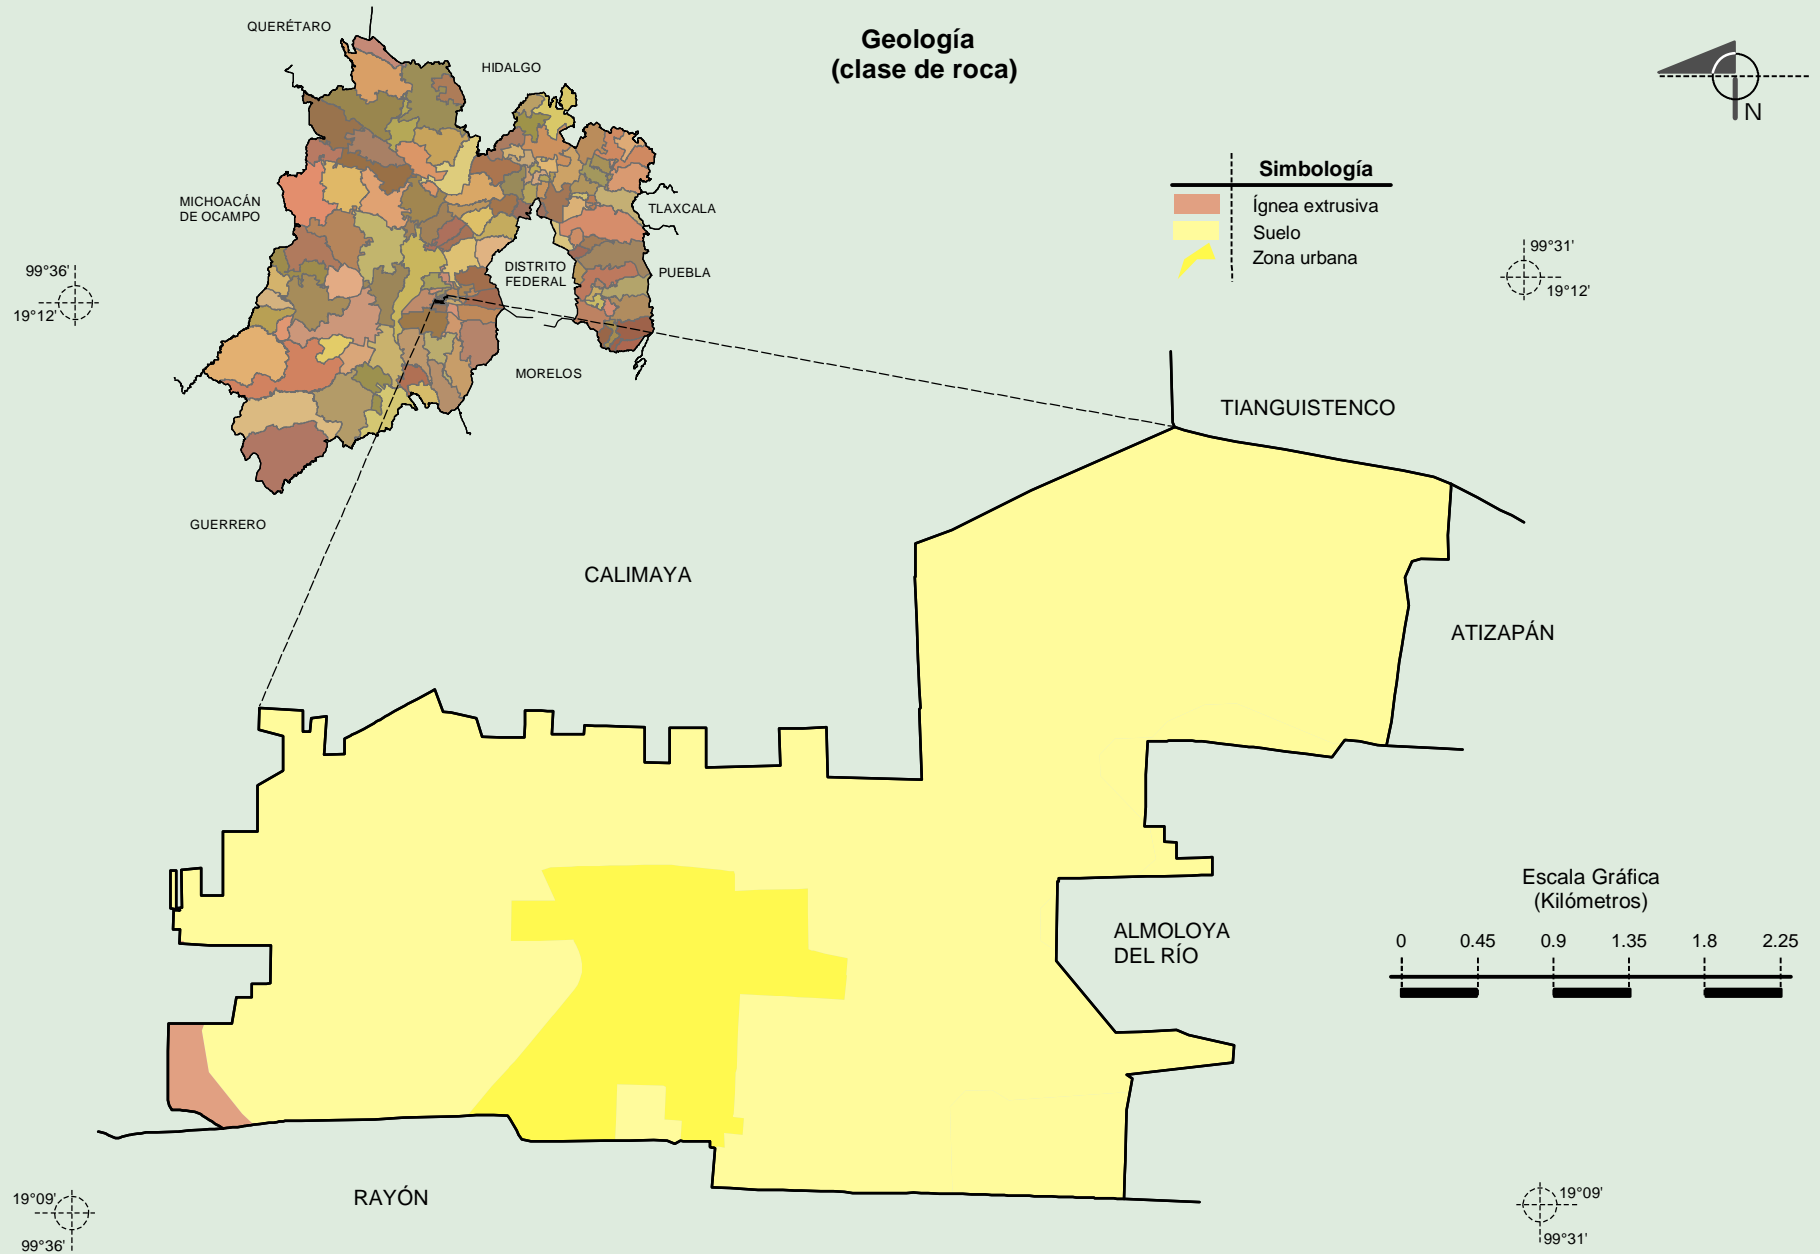 Geología
(clase de roca)
QUERÉTARO
HIDALGO
MICHOACÁN
DE OCAMPO
TLAXCALA
DISTRITO
FEDERAL
PUEBLA
MORELOS
GUERRERO
N
Simbología
Ígnea extrusiva
Suelo
Zona urbana
99°36'
19°12'
99°31'
19°12'
TIANGUISTENCO
CALIMAYA
ATIZAPÁN
ALMOLOYA
DEL RÍO
RAYÓN
Escala Gráfica
(Kilómetros)
0 0.45 0.9 1.35 1.8 2.25
19°09'
99°36'
19°09'
99°31'